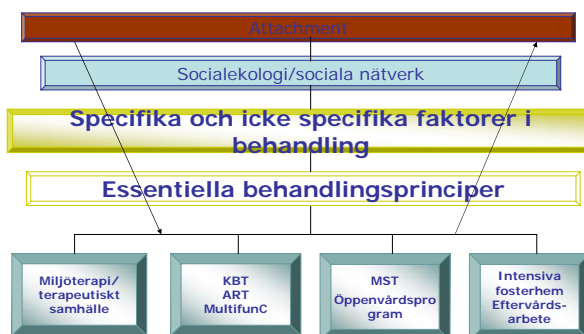 Attachment
Socialekologi/sociala nätverk
Specifika och icke specifika faktorer i
behandling
Essentiella behandlingsprinciper
Miljöterapi/
terapeutiskt
samhälle
KBT
ART
MultifunC
MST
Öppenvårdspro
gram
Intensiva
fosterhem
Eftervårds-
arbete